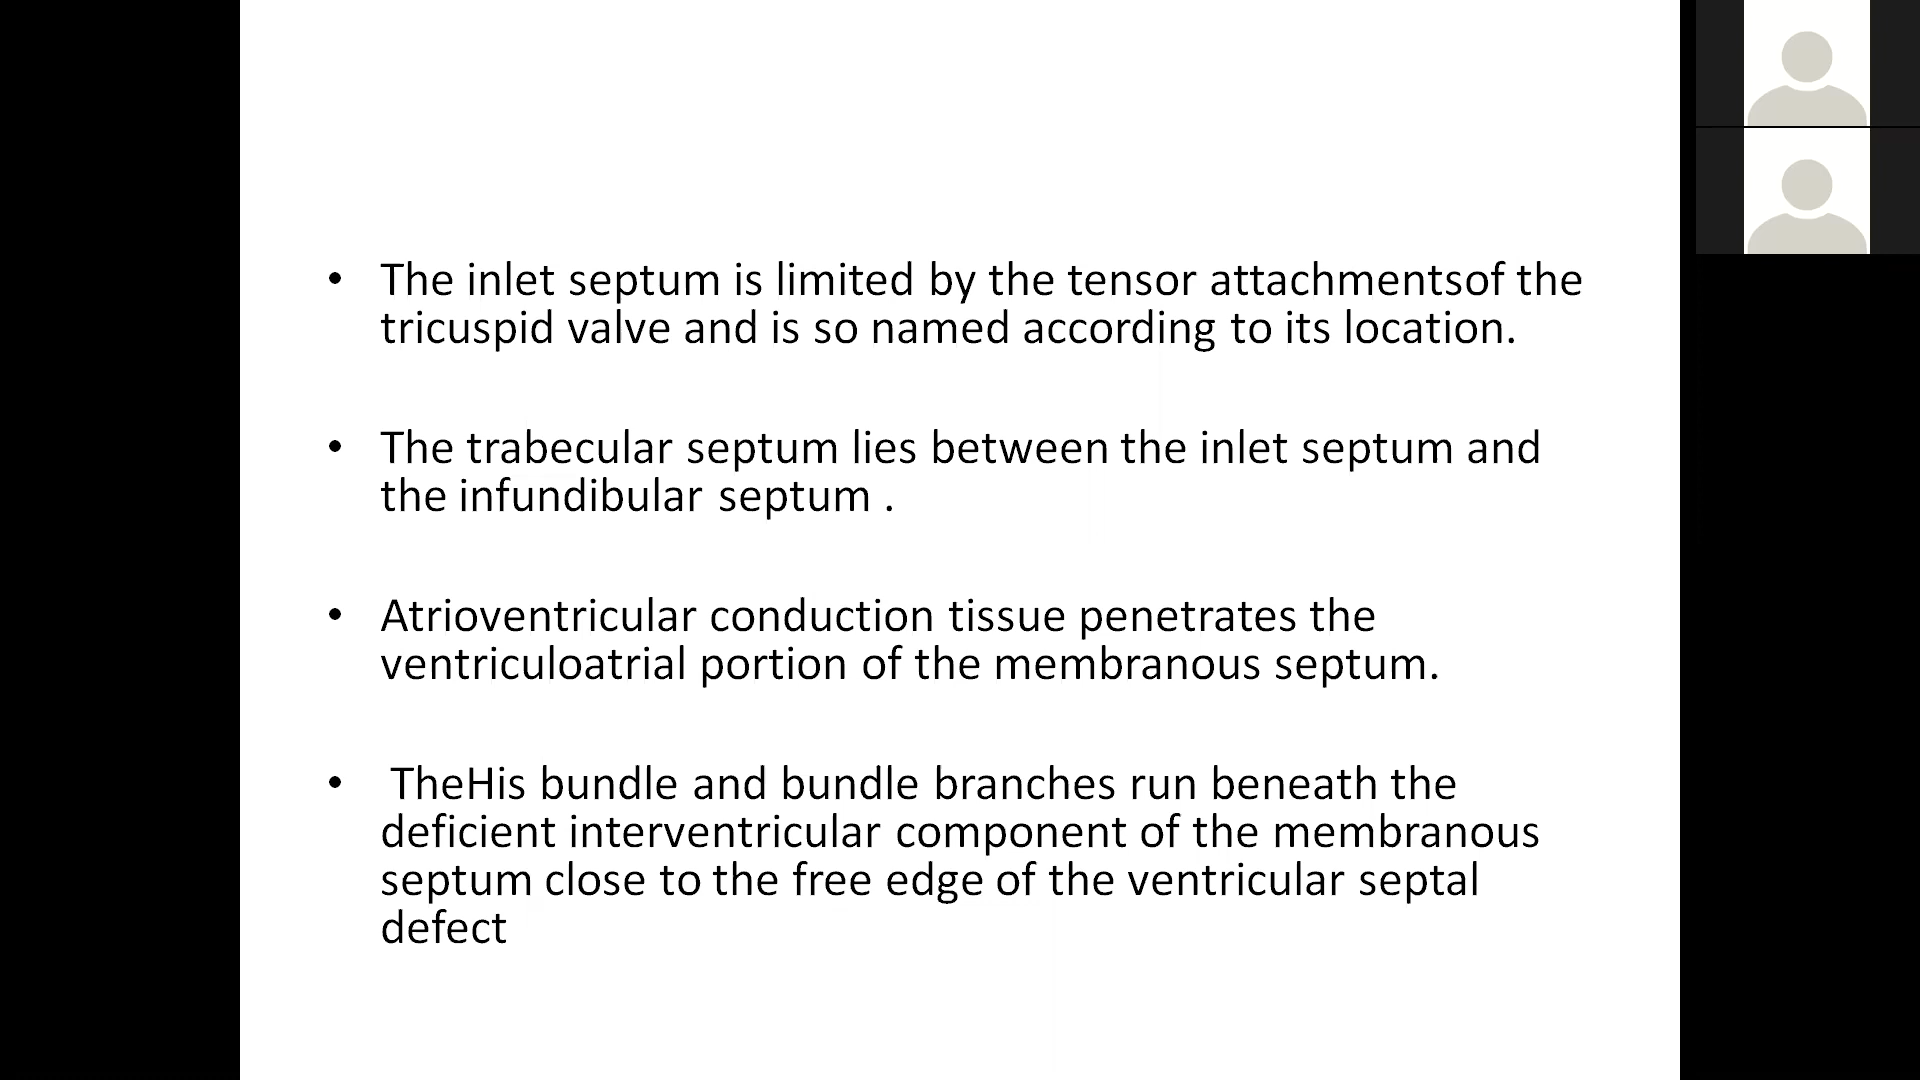 • The inlet septum is limited by the tensor attachmentsof the
tricuspid valve and is so named according to its location.
• The trabecular septum lies between the inlet septum and
the infundibular septum .
• Atrioventricular conduction tissue penetrates the
ventriculoatrial portion of the membranous septum.
• TheHis bundle and bundle branches run beneath the
deficient interventricular component of the membranous
septum close to the free edge of the ventricular septal
defect